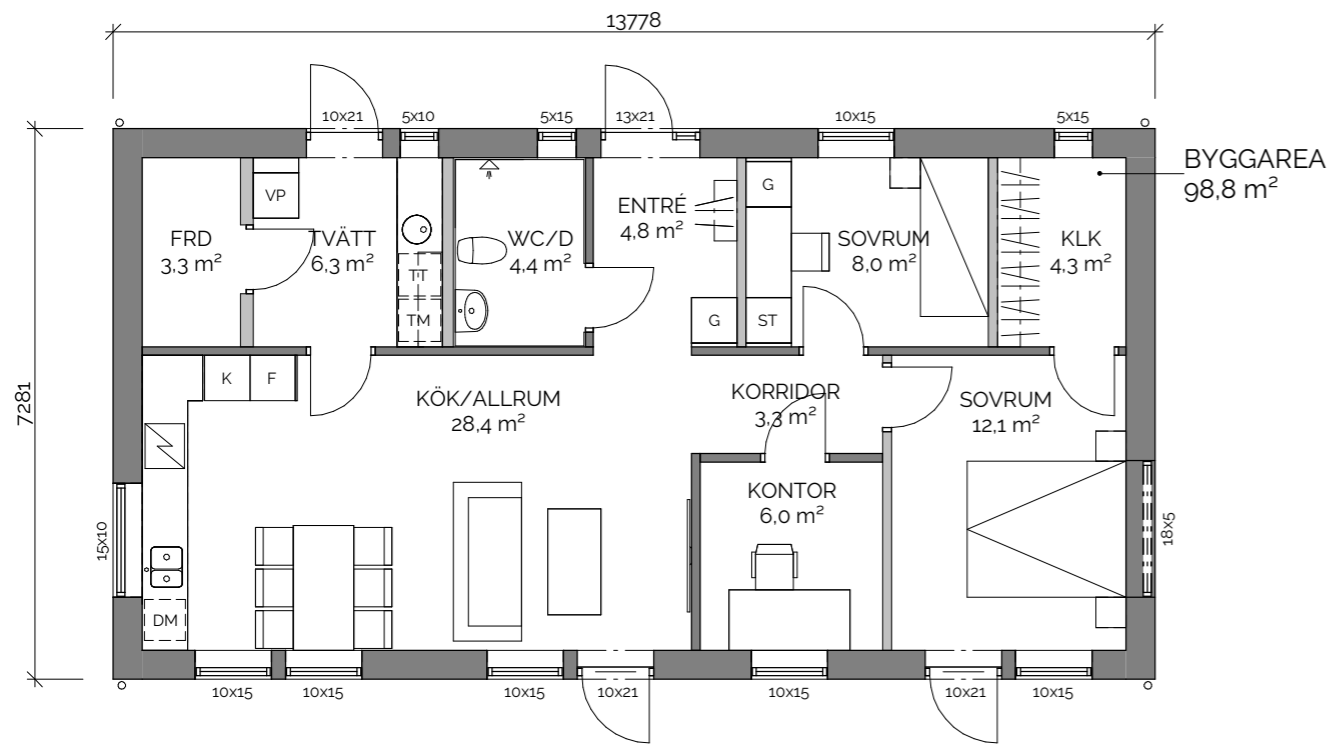 13778
10x21
5x10
5x15
13x21
10x15
5x15
BYGGAREA
98,8 m²
7281
FRD
3,3 m²
VP
TVÄTT
6,3 m²
TT
TM
WC/D
4,4 m²
ENTRÉ
4,8 m²
G
G
ST
SOVRUM
8,0 m²
KLK
4,3 m²
K
F
KÖK/ALLRUM
28,4 m²
KORRIDOR
3,3 m²
SOVRUM
12,1 m²
KONTOR
6,0 m²
15x10
18x5
DM
10x15
10x15
10x15
10x21
10x15
10x21
10x15